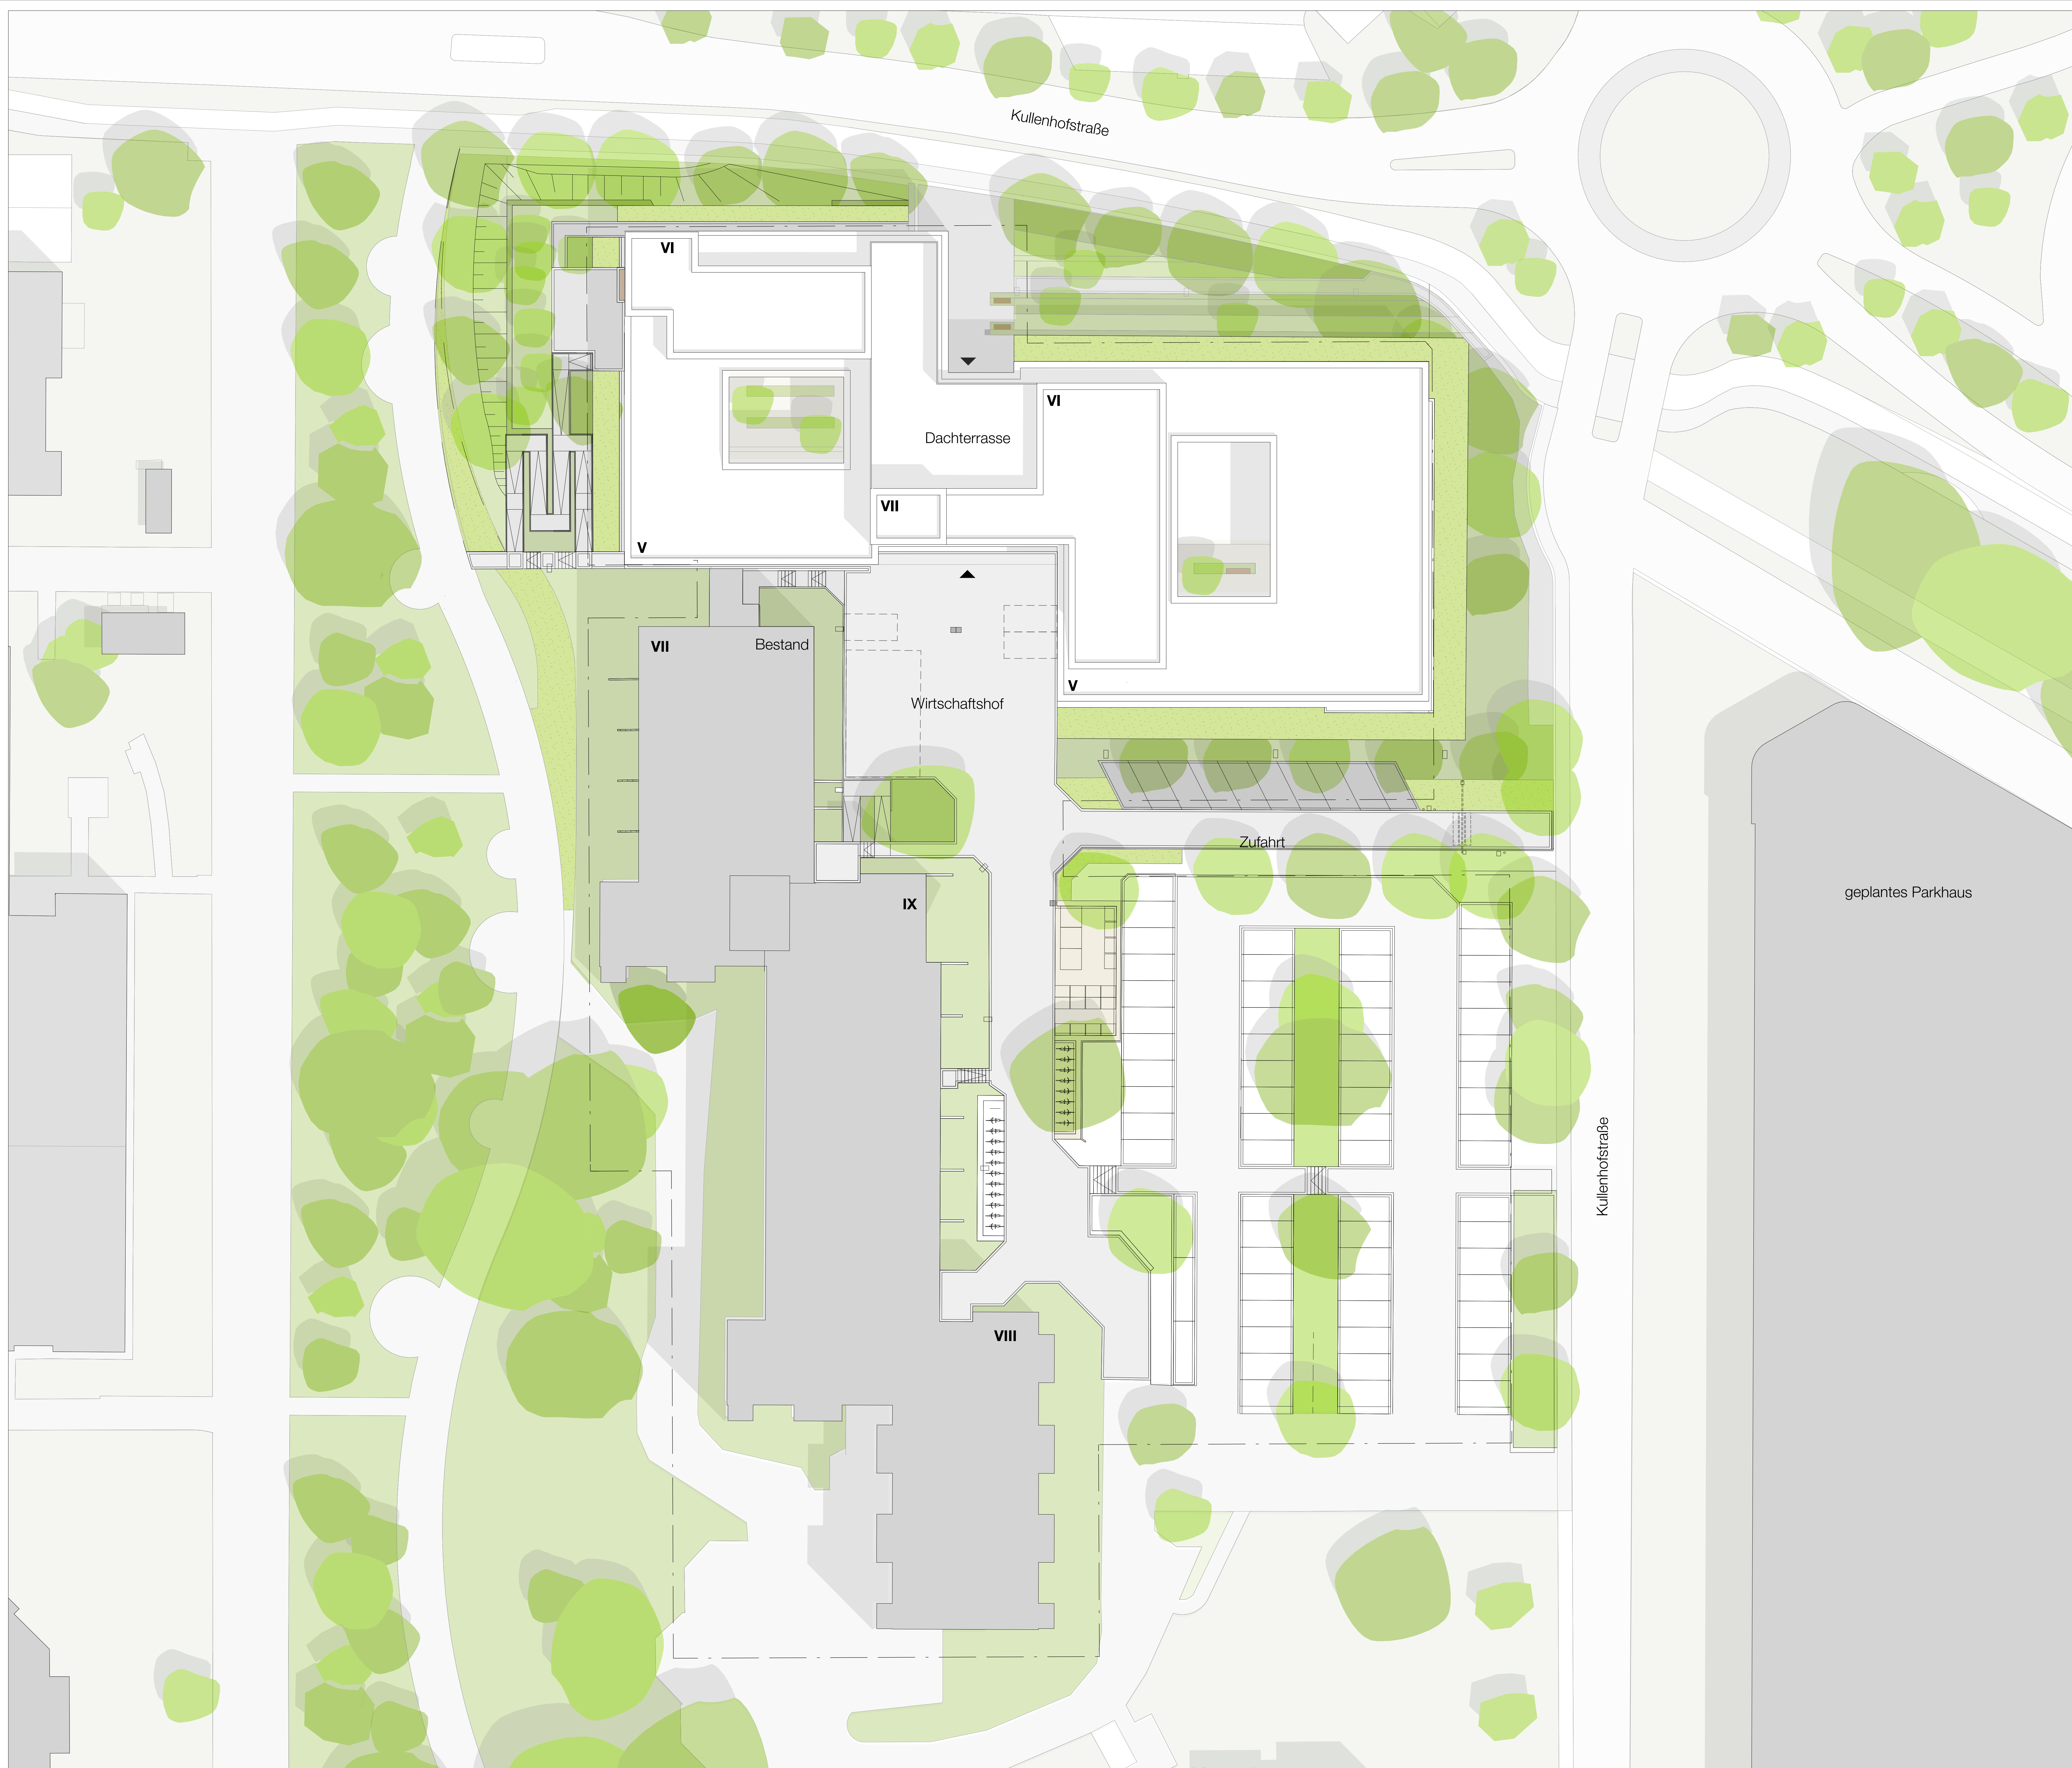 Kullenhofstraße
VI
VI
Dachterrasse
VII
V
VII
Bestand
V
Wirtschaftshof
Zufahrt
geplantes Parkhaus
IX
Kullenhofstraße
VIII